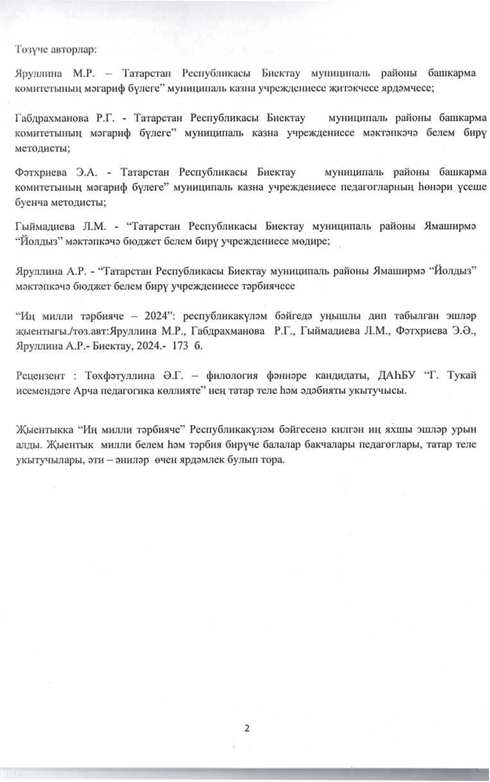 Төзүче авторлар:
Яруллина М.Р. – Татарстан Республикасы Биектау муниципаль районы башкарма
комитетының мәгариф бүлеге” муниципаль казна учреждениесе җитәкчесе ярдәмчесе;
Габдрахманова Р.Г. - Татарстан Республикасы Биектау муниципаль районы башкарма
комитетының мәгариф бүлеге” муниципаль казна учреждениесе мәктәпкәчә белем бирү
методисты;
Фәтхриева Э.А. - Татарстан Республикасы Биектау муниципаль районы башкарма
комитетының мәгариф бүлеге” муниципаль казна учреждениесе педагогларның һөнәри үсеше
буенча методисты;
Гыймадиева Л.М. - “Татарстан Республикасы Биектау муниципаль районы Ямаширмә
“Йолдыз” мәктәпкәчә бюджет белем бирү учреждениесе мөдире;
Яруллина А.Р. - “Татарстан Республикасы Биектау муниципаль районы Ямаширмә “Йолдыз”
мәктәпкәчә бюджет белем бирү учреждениесе тәрбиячесе
“Иң милли тәрбияче – 2024”: республикакүләм бәйгедә уңышлы дип табылган эшләр
җыентыгы./төз.авт:Яруллина М.Р., Габдрахманова Р.Г., Гыймадиева Л.М., Фәтхриева Э.Ә.,
Яруллина А.Р.- Биектау, 2024.- 173 б.
Рецензент : Төхфәтуллина Ә.Г. – филология фәннәре кандидаты, ДАҺБУ “Г. Тукай
исемендәге Арча педагогика көллияте” нең татар теле һәм әдәбияты укытучысы.
Җыентыкка “Иң милли тәрбияче” Республикакүләм бәйгесенә килгән иң яхшы эшләр урын
алды. Җыентык милли белем һәм тәрбия бирүче балалар бакчалары педагоглары, татар теле
укытучылары, әти – әниләр өчен ярдәмлек булып тора.
2